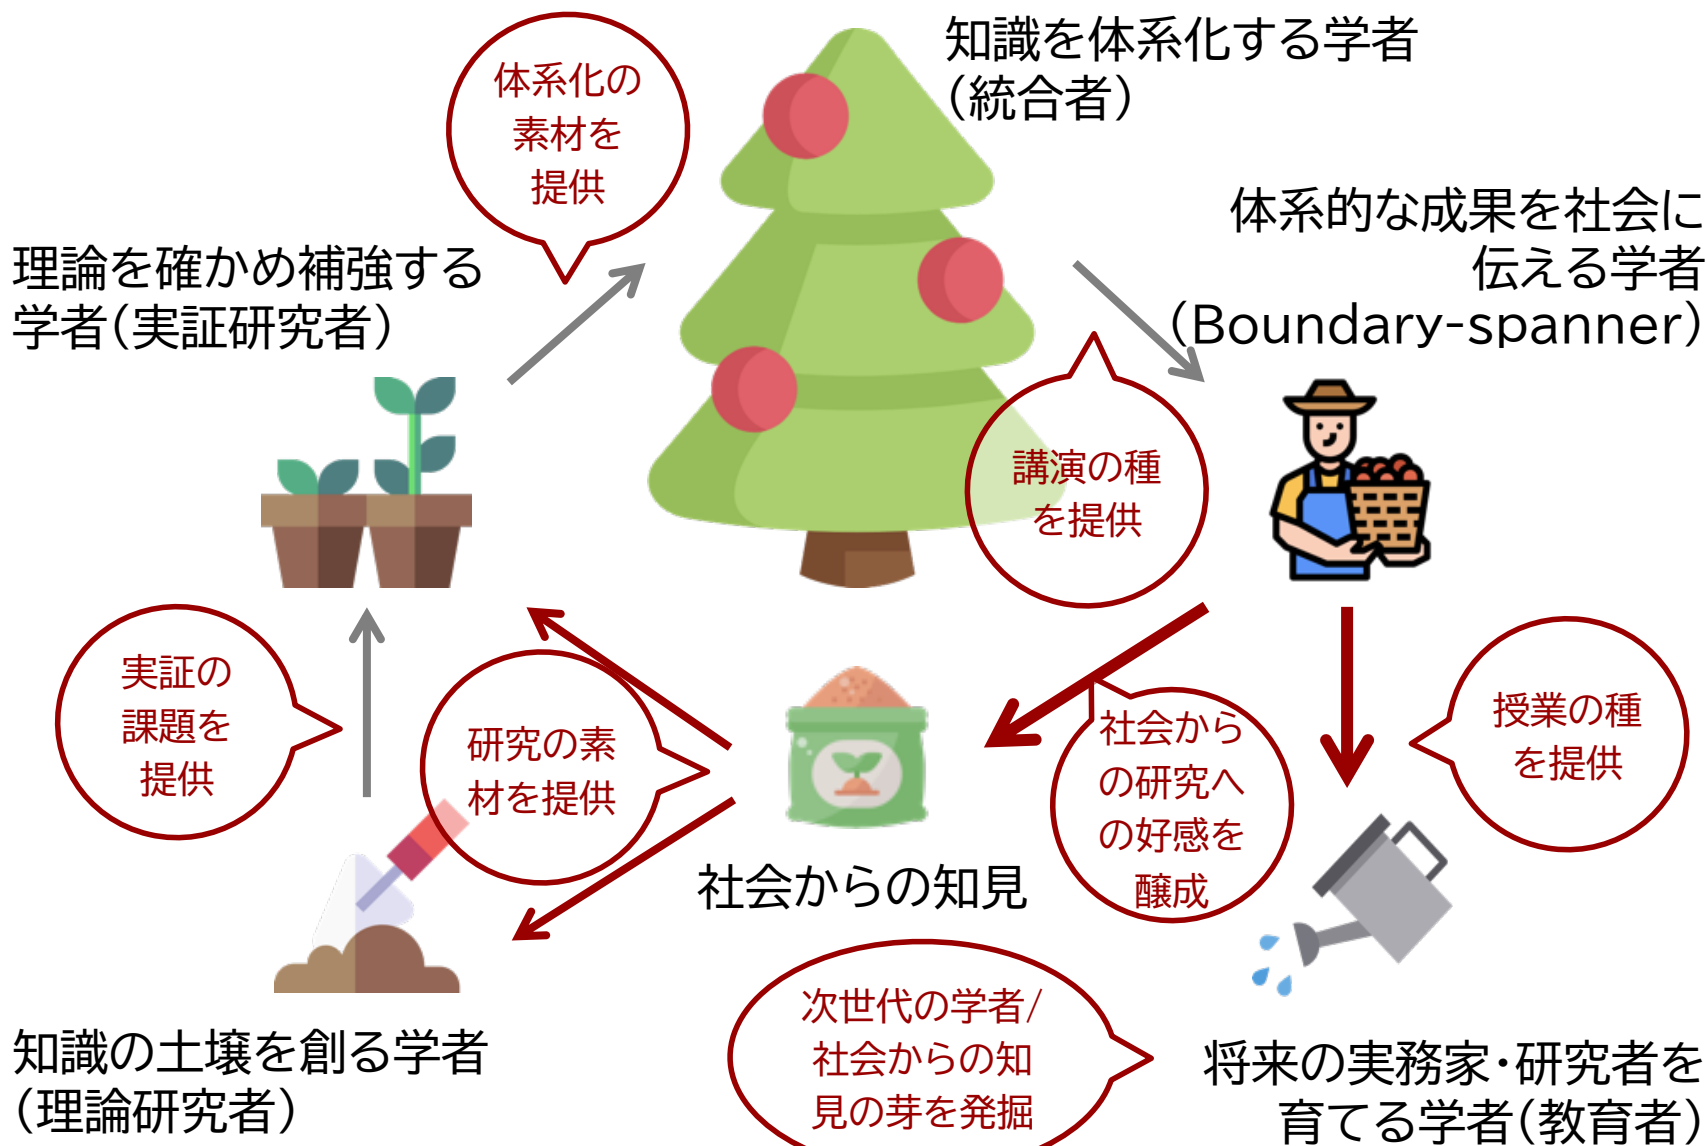 体系化の
素材を
提供
知識を体系化する学者
（統合者）
体系的な成果を社会に
伝える学者
（Boundary-spanner）
理論を確かめ補強する
学者（実証研究者）
講演の種
を提供
実証の
課題を
提供
研究の素
材を提供
社会から
の研究へ
の好感を
醸成
授業の種
を提供
社会からの知見
次世代の学者/
社会からの知
見の芽を発掘
知識の土壌を創る学者
（理論研究者）
将来の実務家・研究者を
育てる学者（教育者）